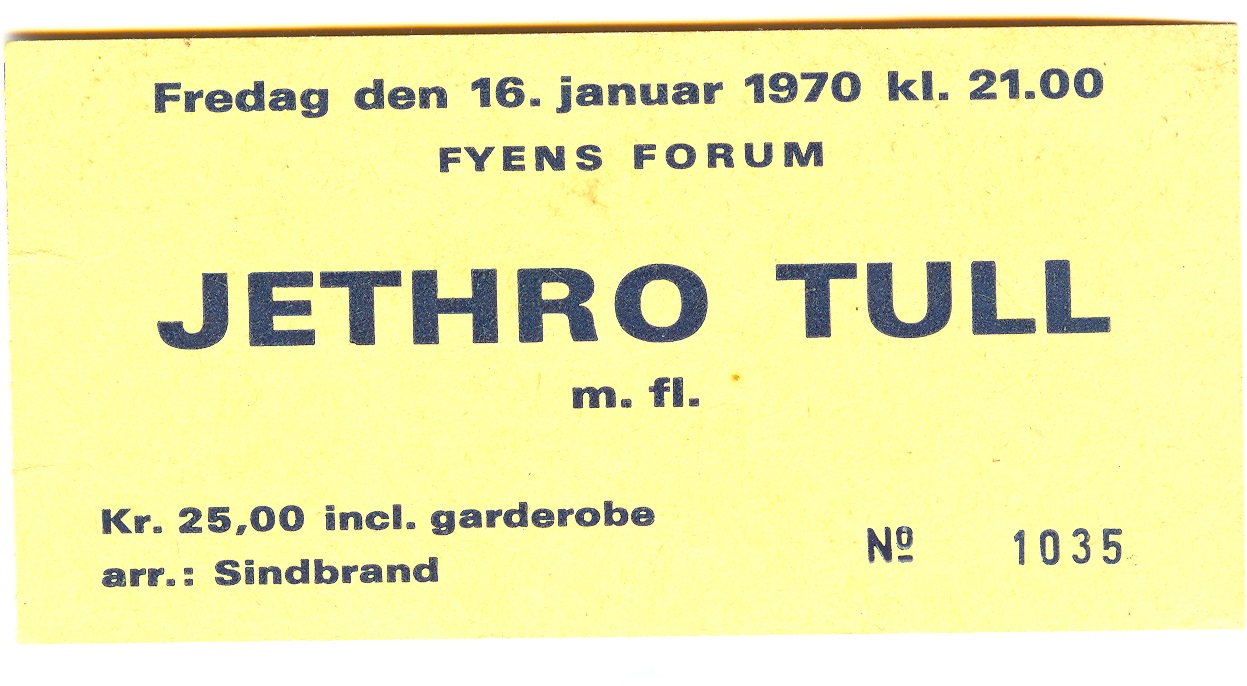 Fredag den 16. januar 1970 kl. 21.00
FYENS FORUM
JETHRO TULL
m. fl.
Kr. 25,00 incl. garderobe
arr.: Sindbrand
Nº 1035